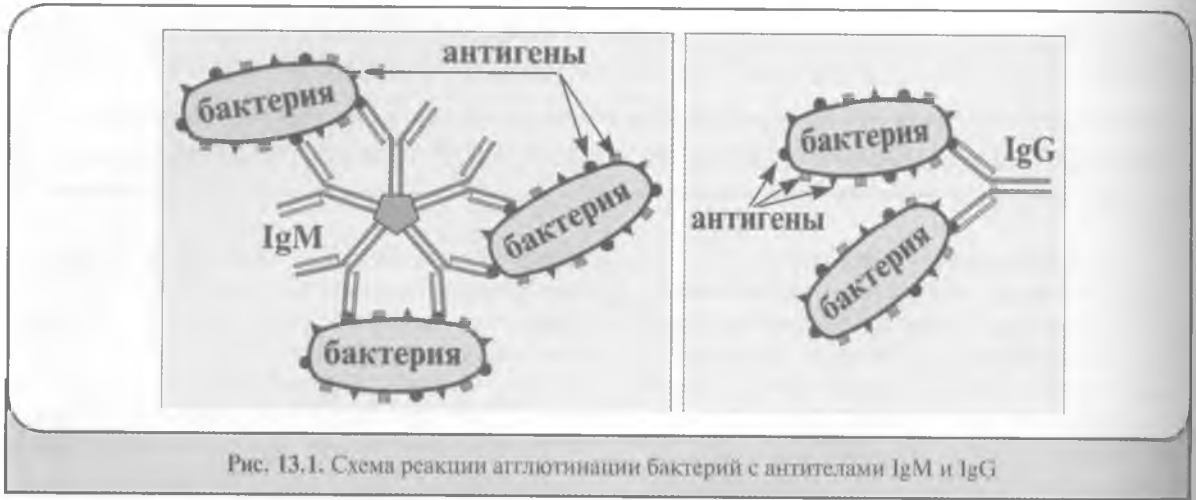 антигены
бактерия
бактерия
IgM
бактерия
бактерия
IgG
антигены
бактерия
Рис. 13.1. Схема реакции агглютинации бактерий с антителами IgM и IgG